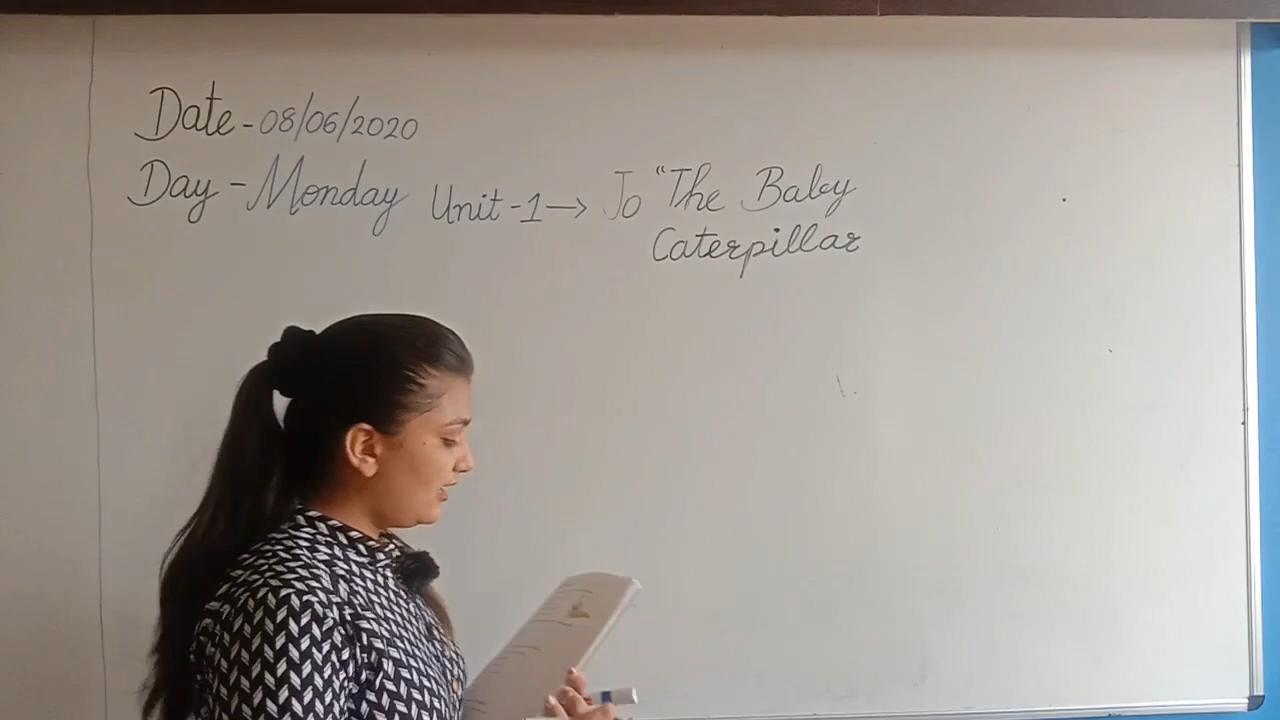 Date - 08/06/2020
Day - Monday
Unit - 1 → Jo "The Baby
Caterpillar